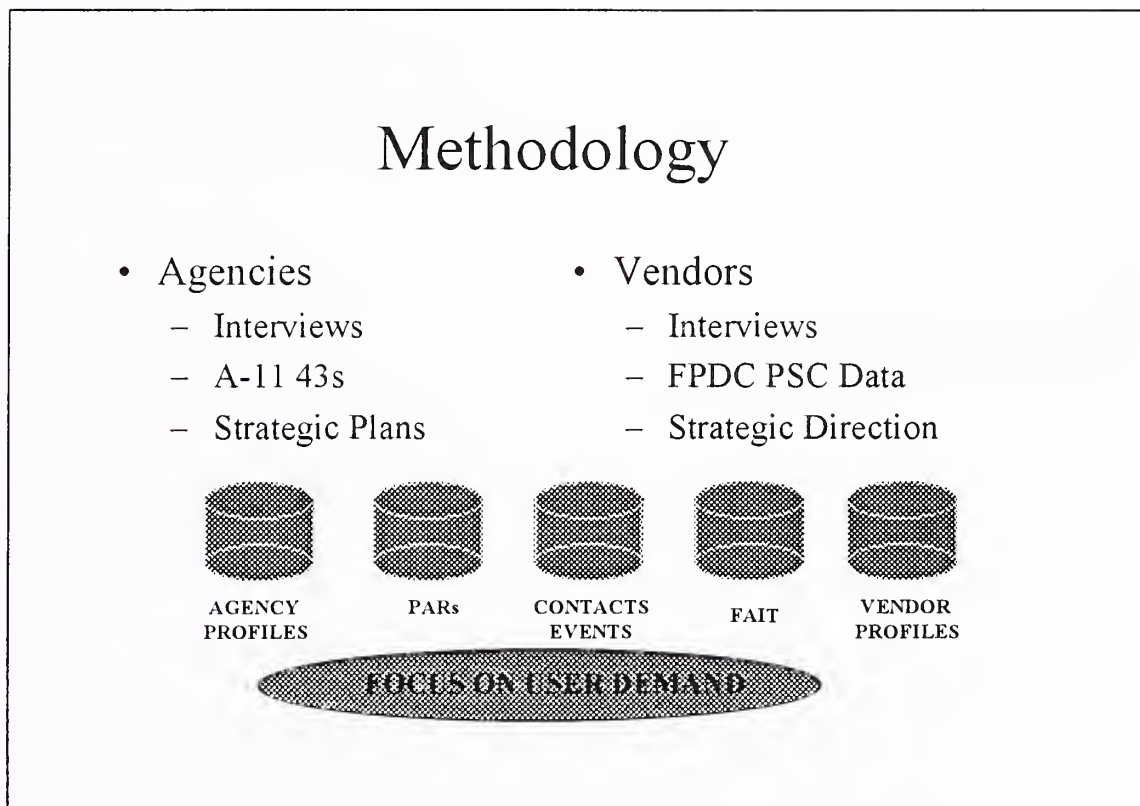 Methodology
• Agencies
– Interviews
– A-11 43s
– Strategic Plans
• Vendors
– Interviews
– FPDC PSC Data
– Strategic Direction
AGENCY
PROFILES
PARs
CONTACTS
EVENTS
FAIT
VENDOR
PROFILES
FOCUS ON USER DEMAND